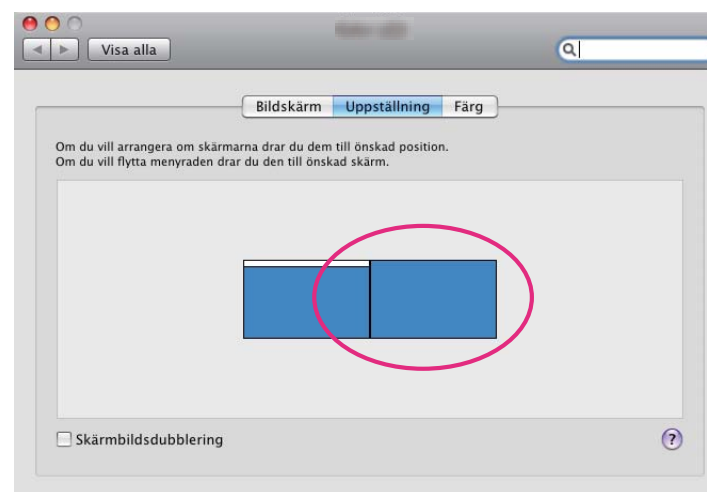 Visa alla
Bildskärm Uppställning Färg
Om du vill arrangera om skärmarna drar du dem till önskad position.
Om du vill flytta menyraden drar du den till önskad skärm.
Skärmbildsdubblering ?